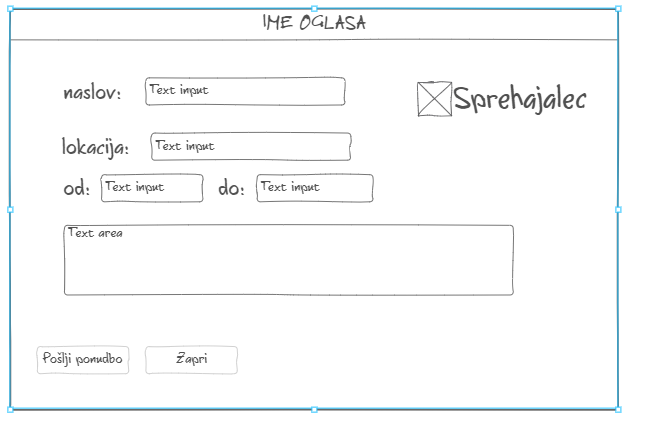 IME OGLASA
naslov: Text input
Sprehajalec
lokacija: Text input
od: Text input do: Text input
Text area
Pošlji ponudbo Zapri